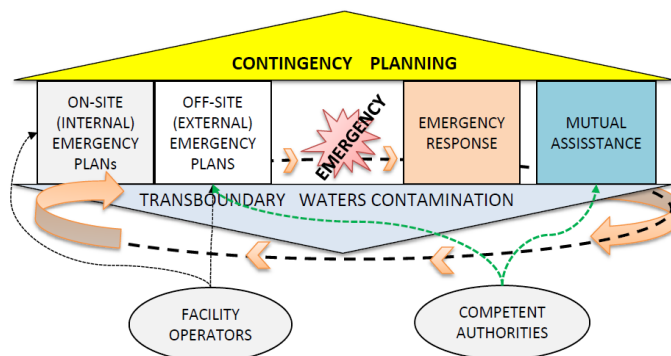 CONTINGENCY PLANNING
ON-SITE
(INTERNAL)
EMERGENCY
PLANs
OFF-SITE
(EXTERNAL)
EMERGENCY
PLANS
EMERGENCY
EMERGENCY
RESPONSE
MUTUAL
ASSISSTANCE
TRANSBOUNDARY WATERS CONTAMINATION
FACILITY
OPERATORS
COMPETENT
AUTHORITIES